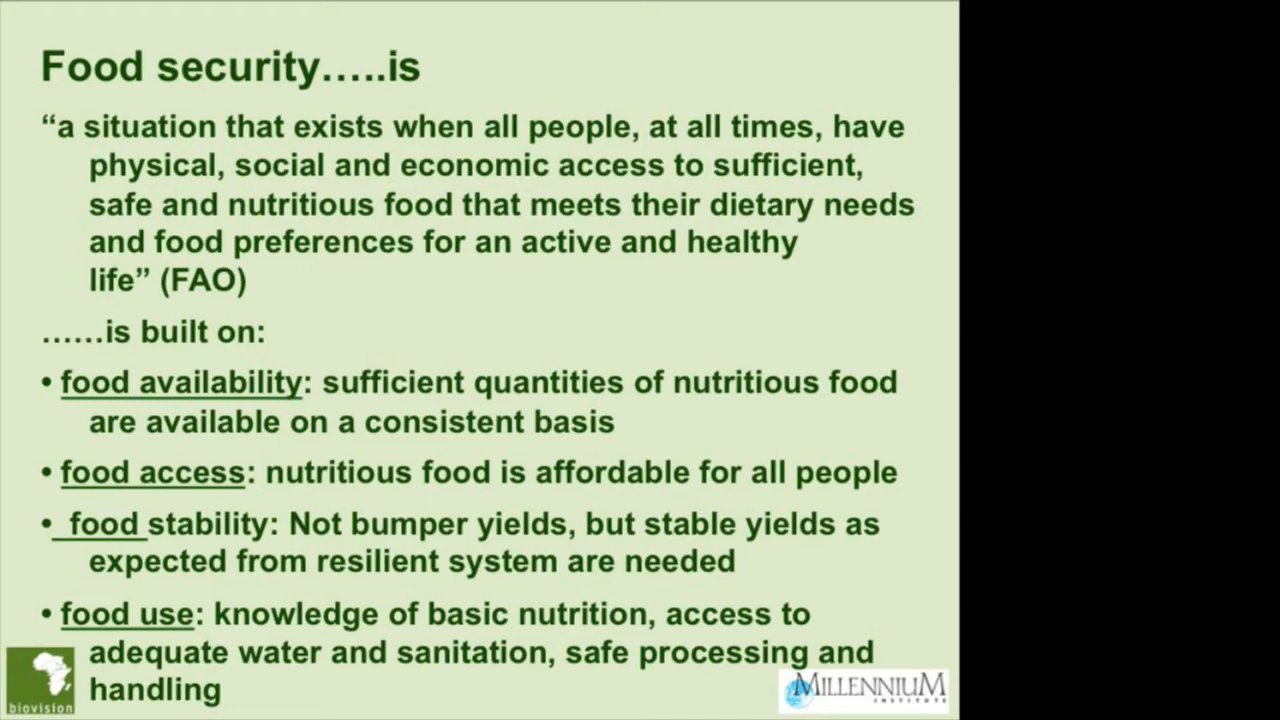 Food security…..is
“a situation that exists when all people, at all times, have
physical, social and economic access to sufficient,
safe and nutritious food that meets their dietary needs
and food preferences for an active and healthy
life” (FAO)
……is built on:
• food availability: sufficient quantities of nutritious food
are available on a consistent basis
• food access: nutritious food is affordable for all people
• food stability: Not bumper yields, but stable yields as
expected from resilient system are needed
• food use: knowledge of basic nutrition, access to
adequate water and sanitation, safe processing and
handling
biovision
MILLENNIUM
INSTITUTE